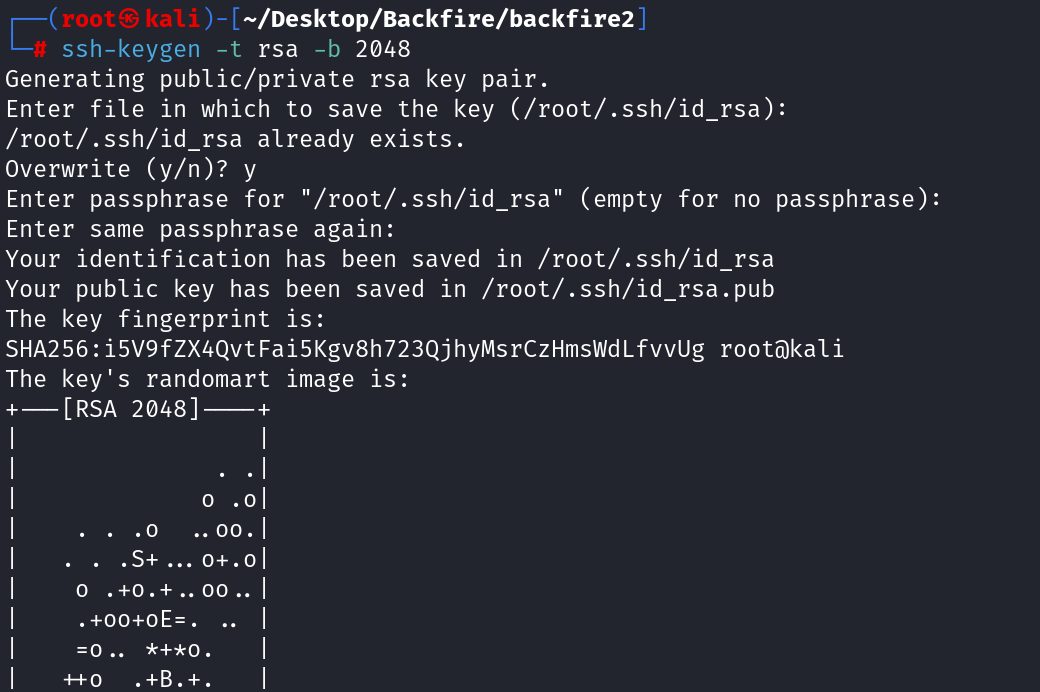 ┌──(root㉿kali)-[~/Desktop/Backfire/backfire2]
└─# ssh-keygen -t rsa -b 2048
Generating public/private rsa key pair.
Enter file in which to save the key (/root/.ssh/id_rsa):
/root/.ssh/id_rsa already exists.
Overwrite (y/n)? y
Enter passphrase for "/root/.ssh/id_rsa" (empty for no passphrase):
Enter same passphrase again:
Your identification has been saved in /root/.ssh/id_rsa
Your public key has been saved in /root/.ssh/id_rsa.pub
The key fingerprint is:
SHA256:i5V9fZX4QvtFai5Kgv8h723QjhyMsrCzHmsWdLfvvUg root@kali
The key's randomart image is:
+---[RSA 2048]----+
|                 |
|              . .|
|             o .o|
|    . . .o  ..oo.|
|   . . .S+...o+.o|
|    o .+o.+..oo..|
|    .+oo+oE=. .. |
|    =o.. *+*o.   |
|   ++o  .+B.+.   |